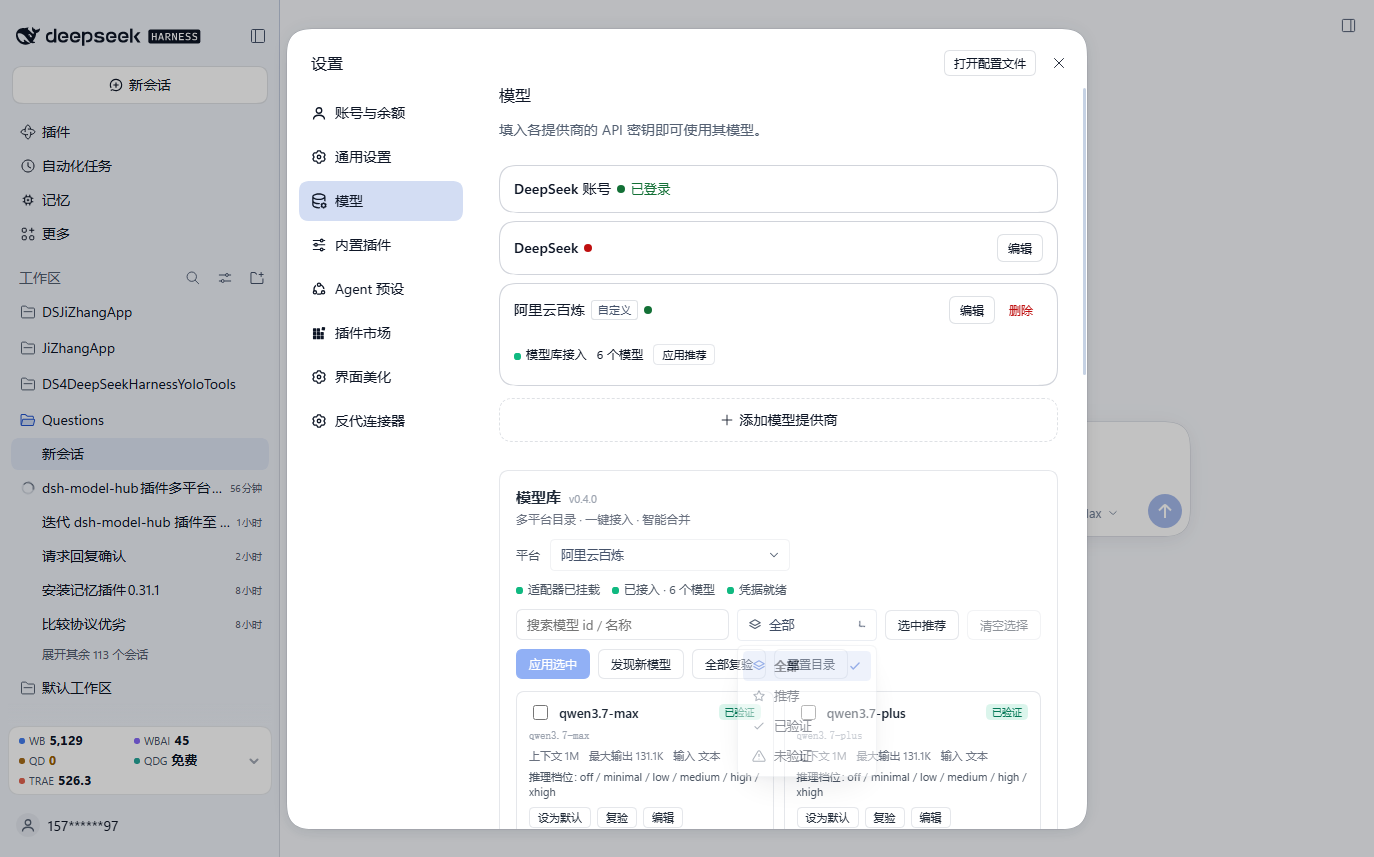 deepseek HARNESS
新会话
插件
自动化任务
记忆
更多
工作区
DSJiZhangApp
JiZhangApp
DS4DeepSeekHarnessYoloTools
Questions
新会话
dsh-model-hub插件多平台... 56分钟
迭代 dsh-model-hub 插件至 ... 1小时
请求回复确认 2小时
安装记忆插件0.31.1 8小时
比较协议优劣 8小时
展开其余 113 个会话
默认工作区
WB 5,129 WBAI 45
QD 0 QDG 免费
TRAE 526.3
157******97
设置
打开配置文件
账号与余额
通用设置
模型
内置插件
Agent 预设
插件市场
界面美化
反代连接器
模型
填入各提供商的 API 密钥即可使用其模型。
DeepSeek 账号 已登录
DeepSeek 编辑
阿里云百炼 自定义 编辑 删除
模型库接入 6 个模型 应用推荐
添加模型提供商
模型库 v0.4.0
多平台目录 · 一键接入 · 智能合并
平台 阿里云百炼
适配器已挂载 已接入 · 6 个模型 凭据就绪
搜索模型 id / 名称 全部 选中推荐 清空选择
应用选中 发现新模型 全部复验 置目录
全部
推荐
已验证
未验证
qwen3.7-max 已验证
qwen3.7-max
上下文 1M 最大输出 131.1K 输入 文本
推理档位: off / minimal / low / medium / high /
xhigh
设为默认 复验 编辑
qwen3.7-plus 已验证
qwen3.7-plus
上下文 1M 最大输出 131.1K 输入 文本
推理档位: off / minimal / low / medium / high /
xhigh
设为默认 复验 编辑